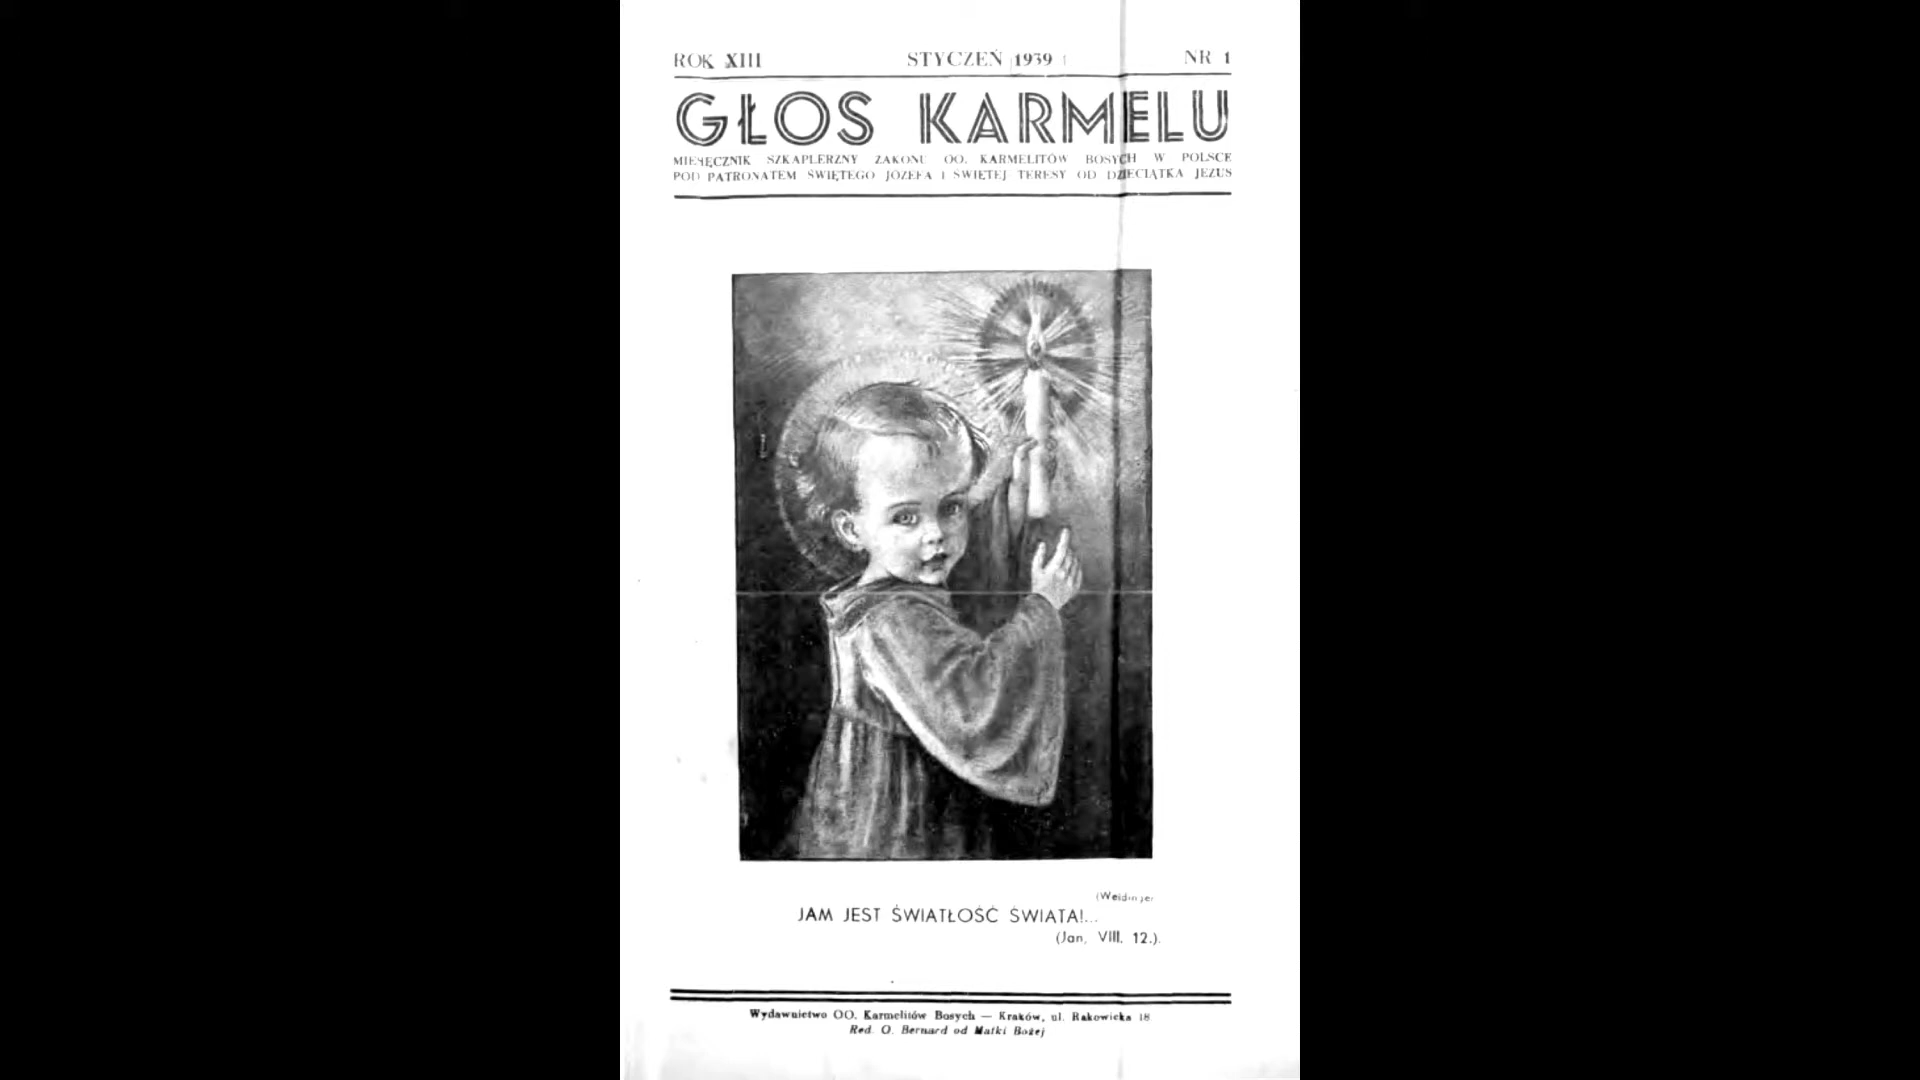 ROK XIII STYCZEŃ 1939 NR 1
GŁOS KARMELU
MIESIĘCZNIK SZKAPLERZNY ZAKONU OO. KARMELITÓW BOSYCH W POLSCE
POD PATRONATEM ŚWIĘTEGO JÓZEFA I ŚWIĘTEJ TERESY OD DZIECIĄTKA JEZUS
(Weidinger
JAM JEST ŚWIATŁOŚĆ ŚWIATA!...
(Jan, VIII, 12.).
Wydawnictwo OO. Karmelitów Bosych — Kraków, ul. Rakowicka 18
Red. O. Bernard od Matki Bożej